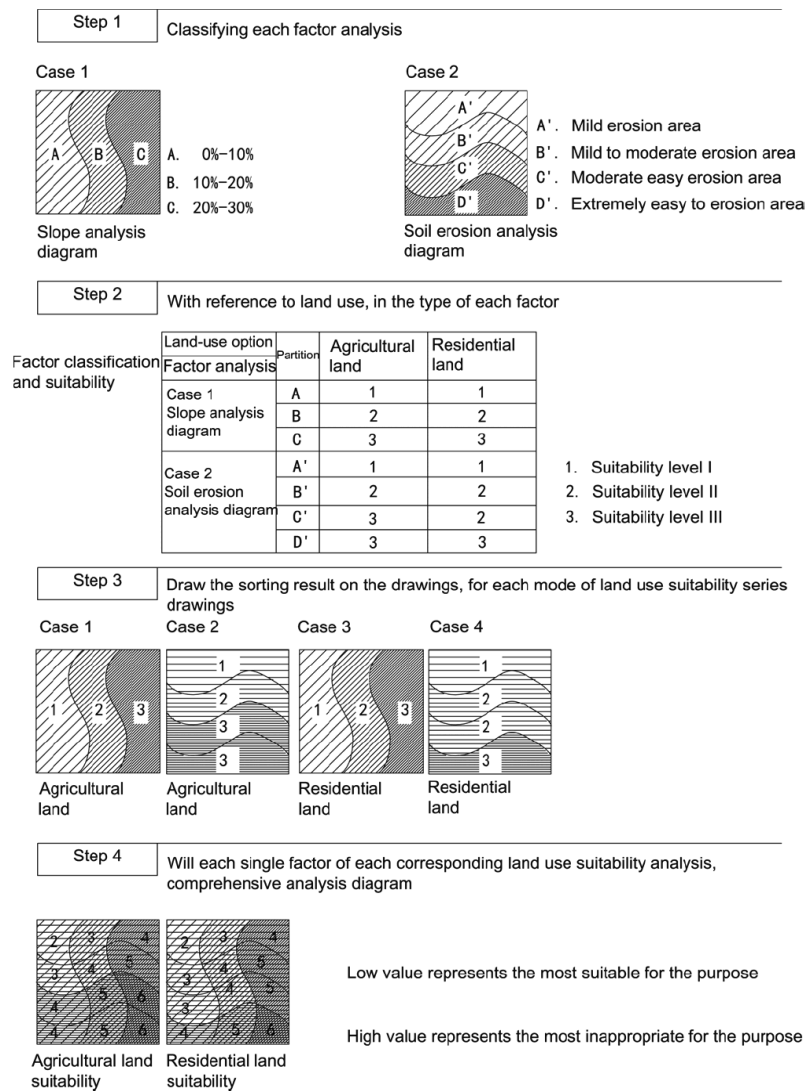 Step 1
Classifying each factor analysis
Case 1
Case 2
A
B
C
A. 0%-10%
B. 10%-20%
C. 20%-30%
A'
B'
C'
D'
A'. Mild erosion area
B'. Mild to moderate erosion area
C'. Moderate easy erosion area
D'. Extremely easy to erosion area
Slope analysis
diagram
Soil erosion analysis
diagram
Step 2
With reference to land use, in the type of each factor
Factor classification
and suitability
Land-use option
Factor analysis
Partition
Agricultural
land
Residential
land
Case 1
Slope analysis
diagram
A 1 1
B 2 2
C 3 3
Case 2
Soil erosion
analysis diagram
A' 1 1
B' 2 2
C' 3 2
D' 3 3
1. Suitability level I
2. Suitability level II
3. Suitability level III
Step 3
Draw the sorting result on the drawings, for each mode of land use suitability series
drawings
Case 1
Case 2
Case 3
Case 4
1 2 3
1
2
3
3
1 2 3
1
2
2
3
Agricultural
land
Agricultural
land
Residential
land
Residential
land
Step 4
Will each single factor of each corresponding land use suitability analysis,
comprehensive analysis diagram
2 3 4
3 4 5
4 5 6
4 5 6
2 3 4
3 4 5
3 4
4 5 6
Low value represents the most suitable for the purpose
High value represents the most inappropriate for the purpose
Agricultural land
suitability
Residential land
suitability